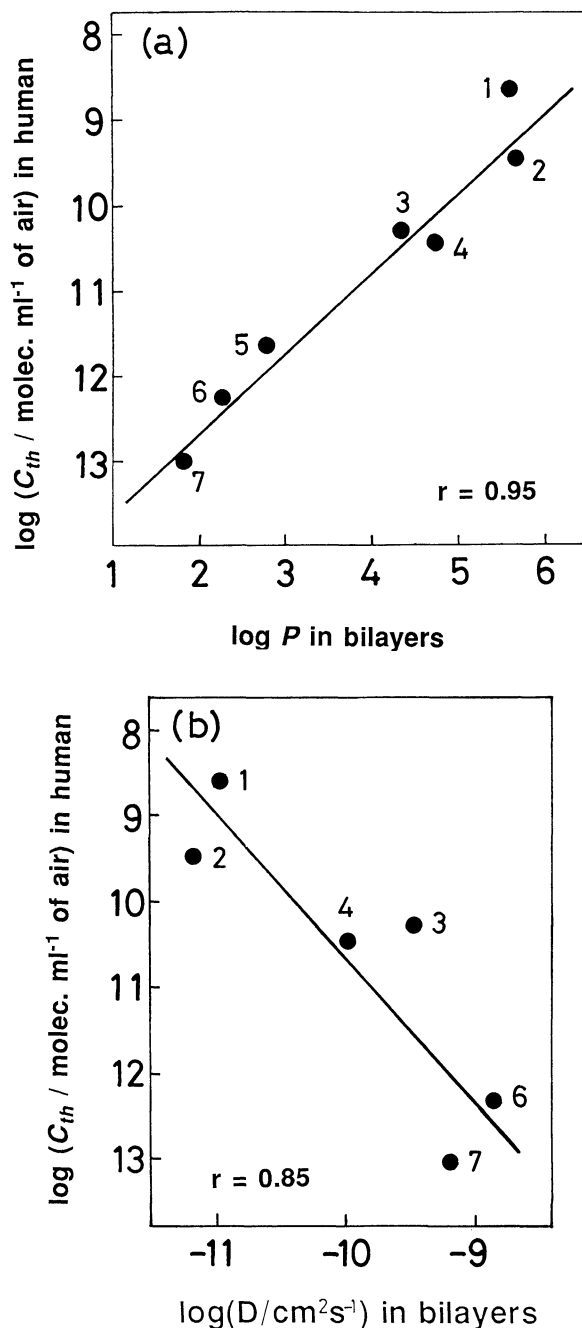 (a)
log (Cth / molec. ml⁻¹ of air) in human
8
9
10
11
12
13
1
2
3
4
5
6
7
r = 0.95
1 2 3 4 5 6
log P in bilayers
(b)
log (Cth / molec. ml⁻¹ of air) in human
8
9
10
11
12
13
1
2
4
3
6
7
r = 0.85
-11 -10 -9
log(D/cm²s⁻¹) in bilayers